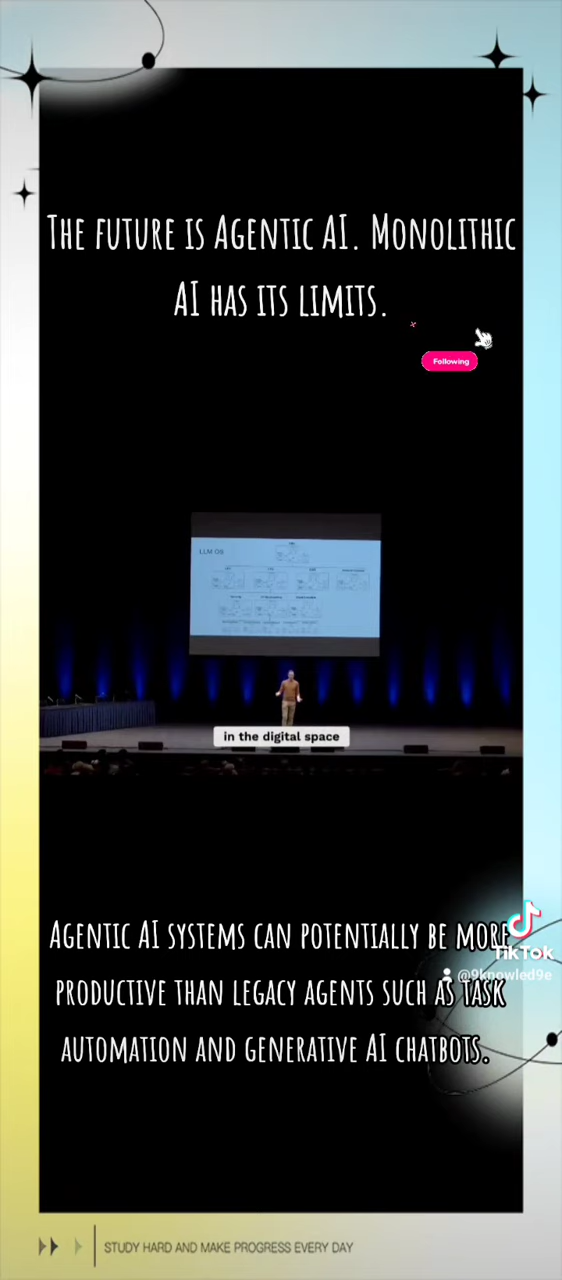 The future is Agentic AI. Monolithic
AI has its limits.
Following
LLM OS
in the digital space
Agentic AI systems can potentially be more
productive than legacy agents such as task
automation and generative AI chatbots.
TikTok
@9knowled9e
STUDY HARD AND MAKE PROGRESS EVERY DAY